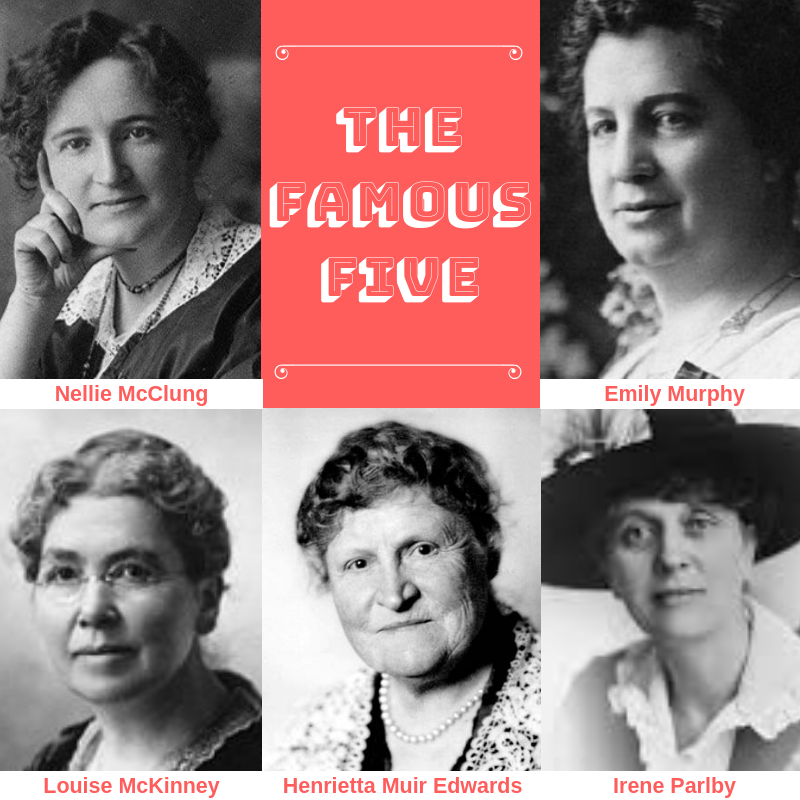 THE
FAMOUS
FIVE
Nellie McClung
Emily Murphy
Louise McKinney
Henrietta Muir Edwards
Irene Parlby